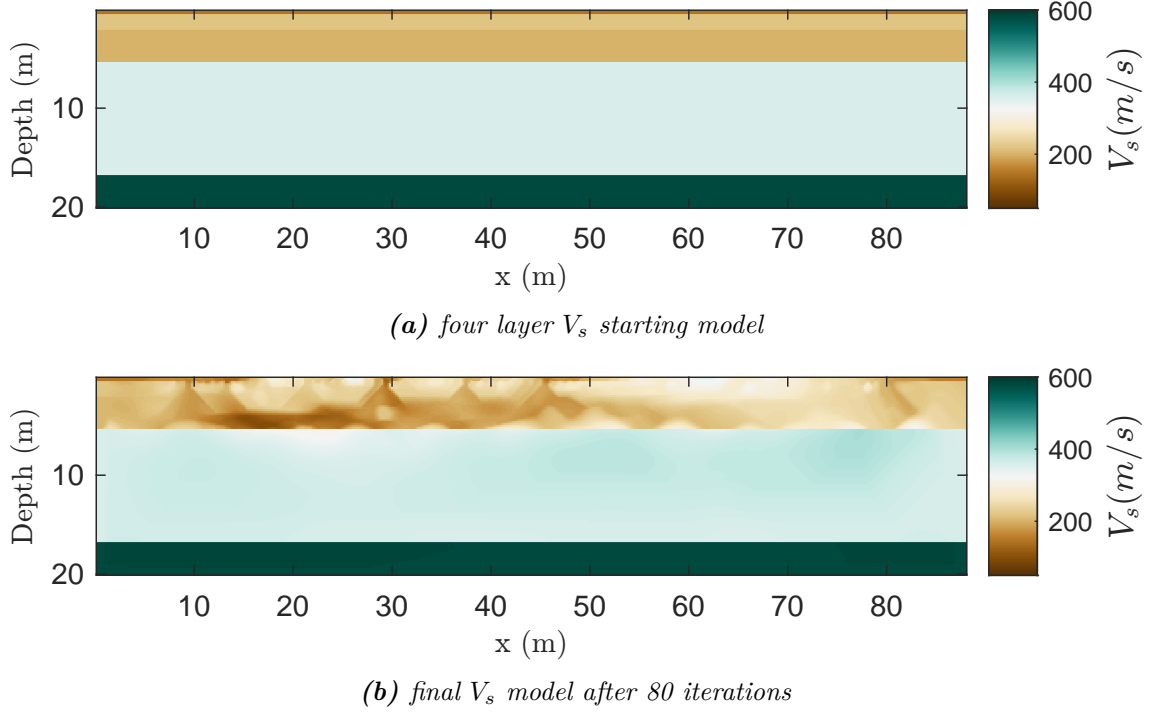 600
400
200
V_s(m/s)
Depth (m)
10
20
10 20 30 40 50 60 70 80
x (m)
(a) four layer V_s starting model
600
400
200
V_s(m/s)
Depth (m)
10
20
10 20 30 40 50 60 70 80
x (m)
(b) final V_s model after 80 iterations